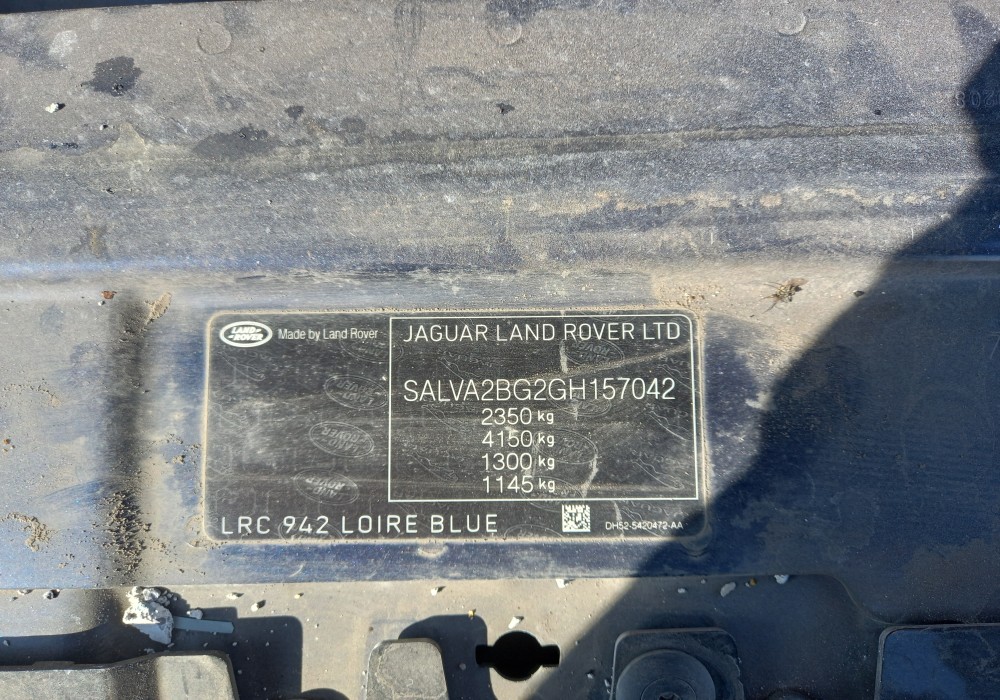 LAND-
-ROVER
Made by Land Rover
JAGUAR LAND ROVER LTD
SALVA2BG2GH157042
2350 kg
4150 kg
1300 kg
1145 kg
LRC 942 LOIRE BLUE
DH52-5420472-AA